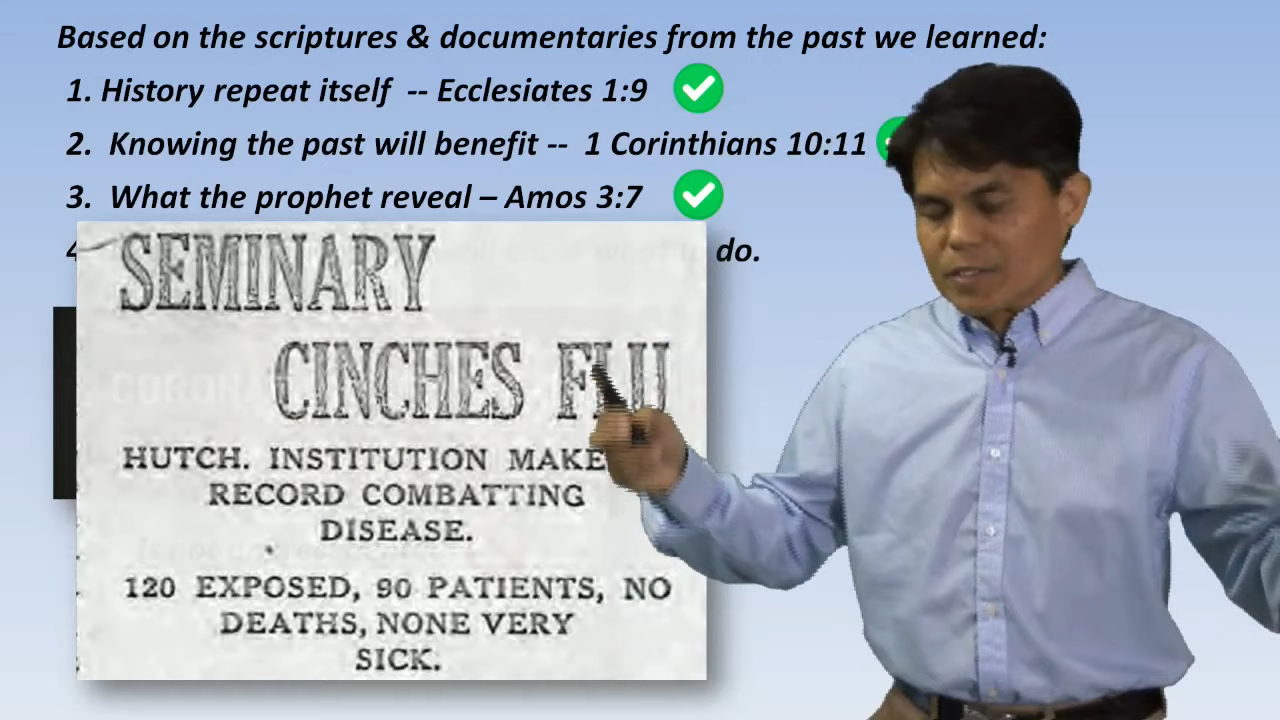 Based on the scriptures & documentaries from the past we learned:
1. History repeat itself -- Ecclesiates 1:9
2. Knowing the past will benefit -- 1 Corinthians 10:11
3. What the prophet reveal – Amos 3:7
do.
SEMINARY
CINCHES FLU
HUTCH. INSTITUTION MAKE
RECORD COMBATTING
DISEASE.
120 EXPOSED, 90 PATIENTS, NO
DEATHS, NONE VERY
SICK.